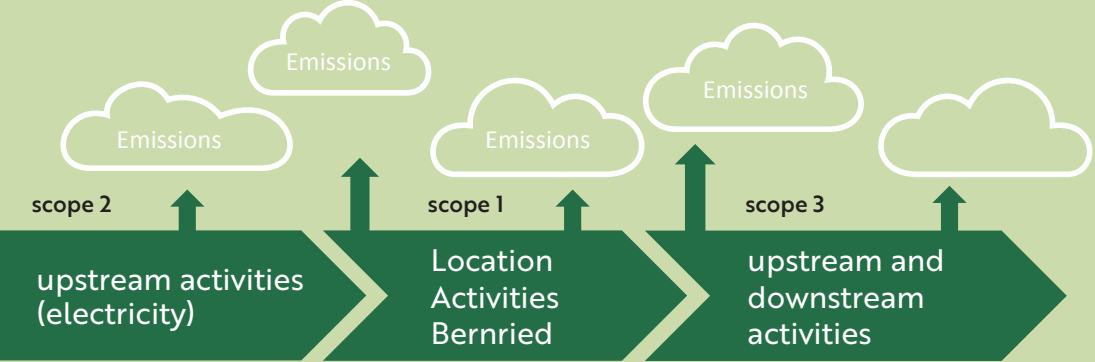 Emissions
Emissions
Emissions
Emissions
scope 2
scope 1
scope 3
upstream activities
(electricity)
Location
Activities
Bernried
upstream and
downstream
activities